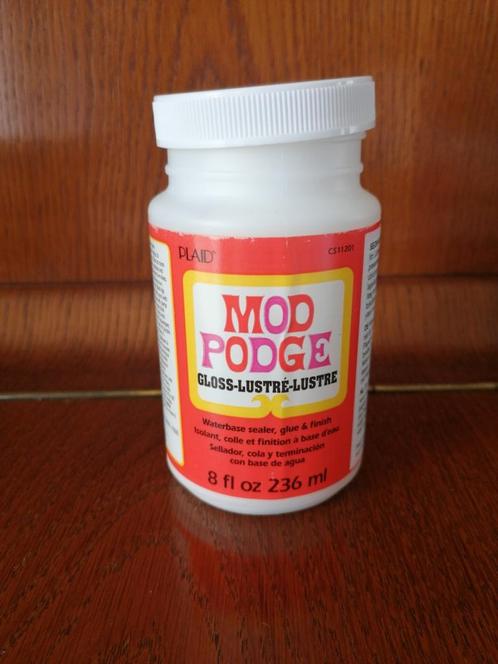 PLAID®
CS11201
MOD
PODGE
GLOSS-LUSTRÉ-LUSTRE
Waterbase sealer, glue & finish
Isolant, colle et finition à base d'eau
Sellador, cola y terminación
con base de agua
8 fl oz 236 ml